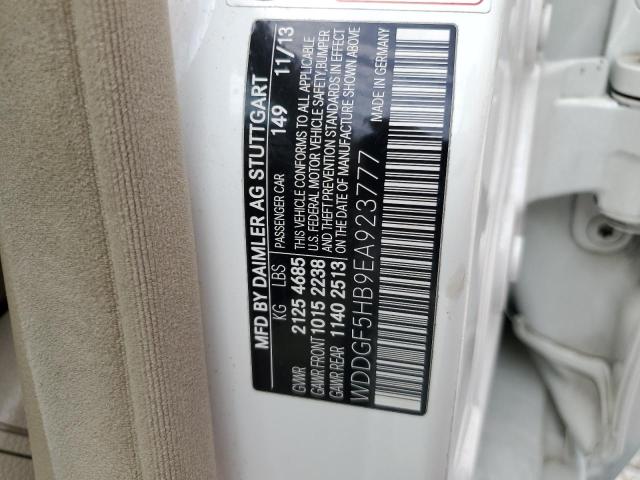 MFD BY DAIMLER AG STUTTGART
KG LBS PASSENGER CAR 149 11/13
GVWR 2125 4685 THIS VEHICLE CONFORMS TO ALL APPLICABLE
GAWR FRONT 1015 2238 U.S. FEDERAL MOTOR VEHICLE SAFETY,BUMPER
GAWR REAR 1140 2513 AND THEFT PREVENTION STANDARDS IN EFFECT
ON THE DATE OF MANUFACTURE SHOWN ABOVE
WDDGF5HB9EA923777 MADE IN GERMANY